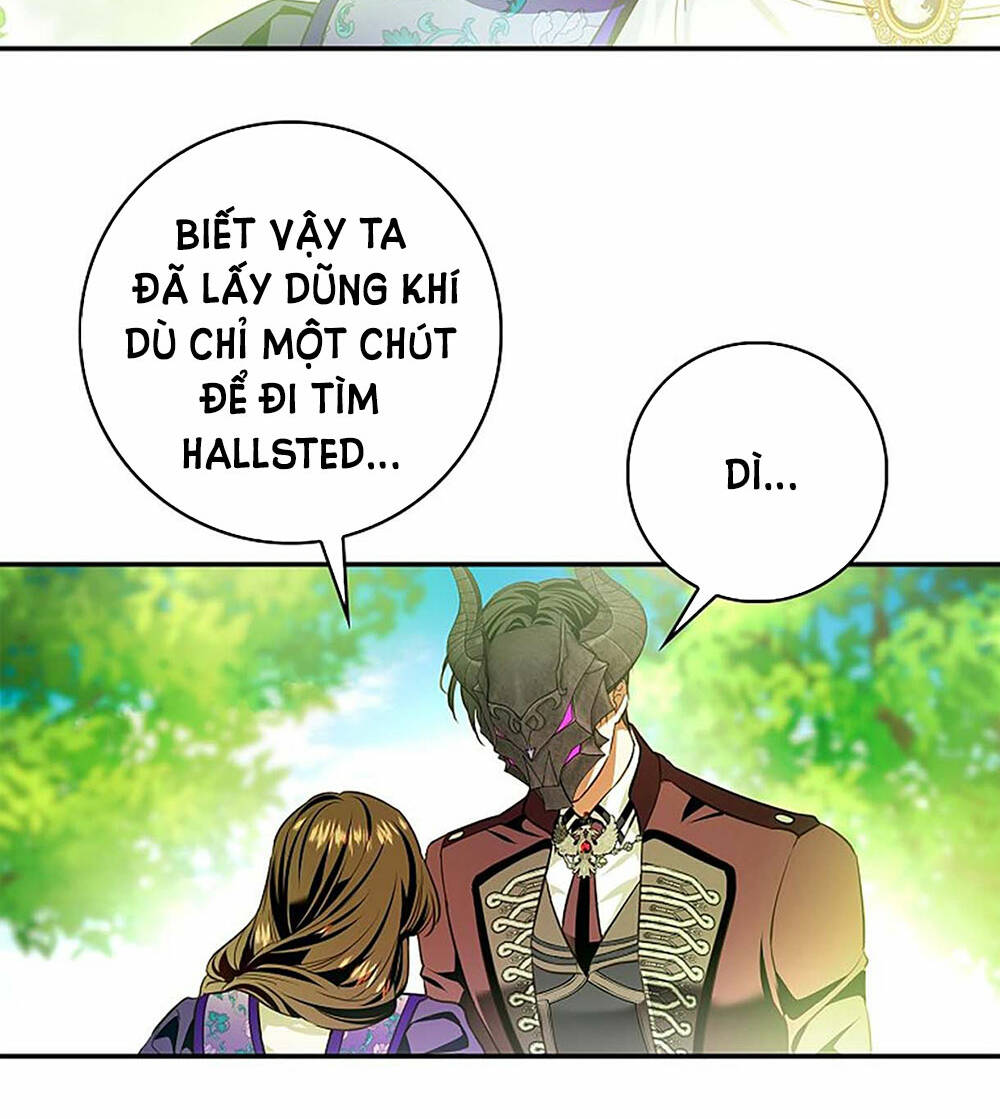 BIẾT VẬY TA
ĐÃ LẤY DŨNG KHÍ
DÙ CHỈ MỘT CHÚT
ĐỂ ĐI TÌM
HALLSTED...
DÌ...